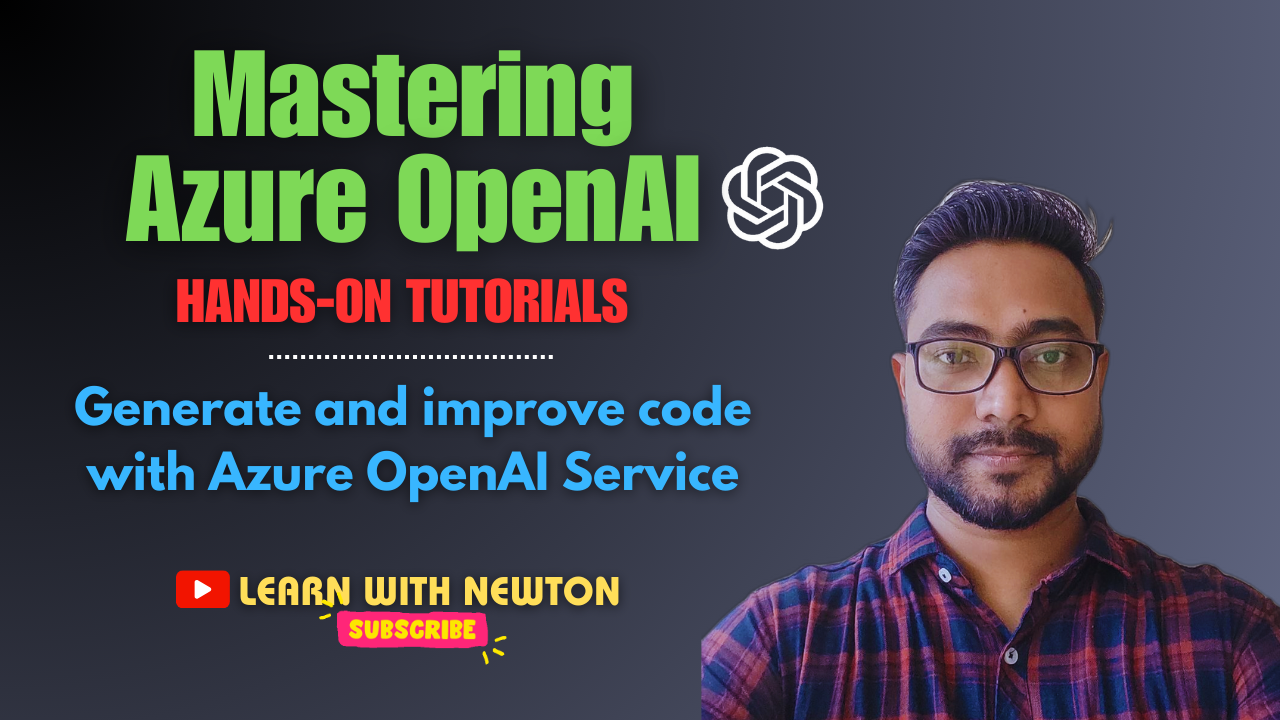 Mastering
Azure OpenAI
HANDS-ON TUTORIALS
Generate and improve code
with Azure OpenAI Service
LEARN WITH NEWTON
SUBSCRIBE